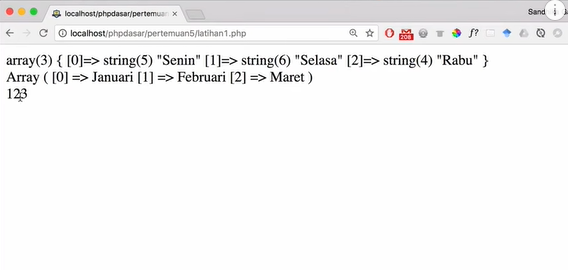 localhost/phpdasar/pertemuan
Sand
localhost/phpdasar/pertemuan5/latihan1.php
208
f?
array(3) { [0]=> string(5) "Senin" [1]=> string(6) "Selasa" [2]=> string(4) "Rabu" }
Array ( [0] => Januari [1] => Februari [2] => Maret )
123